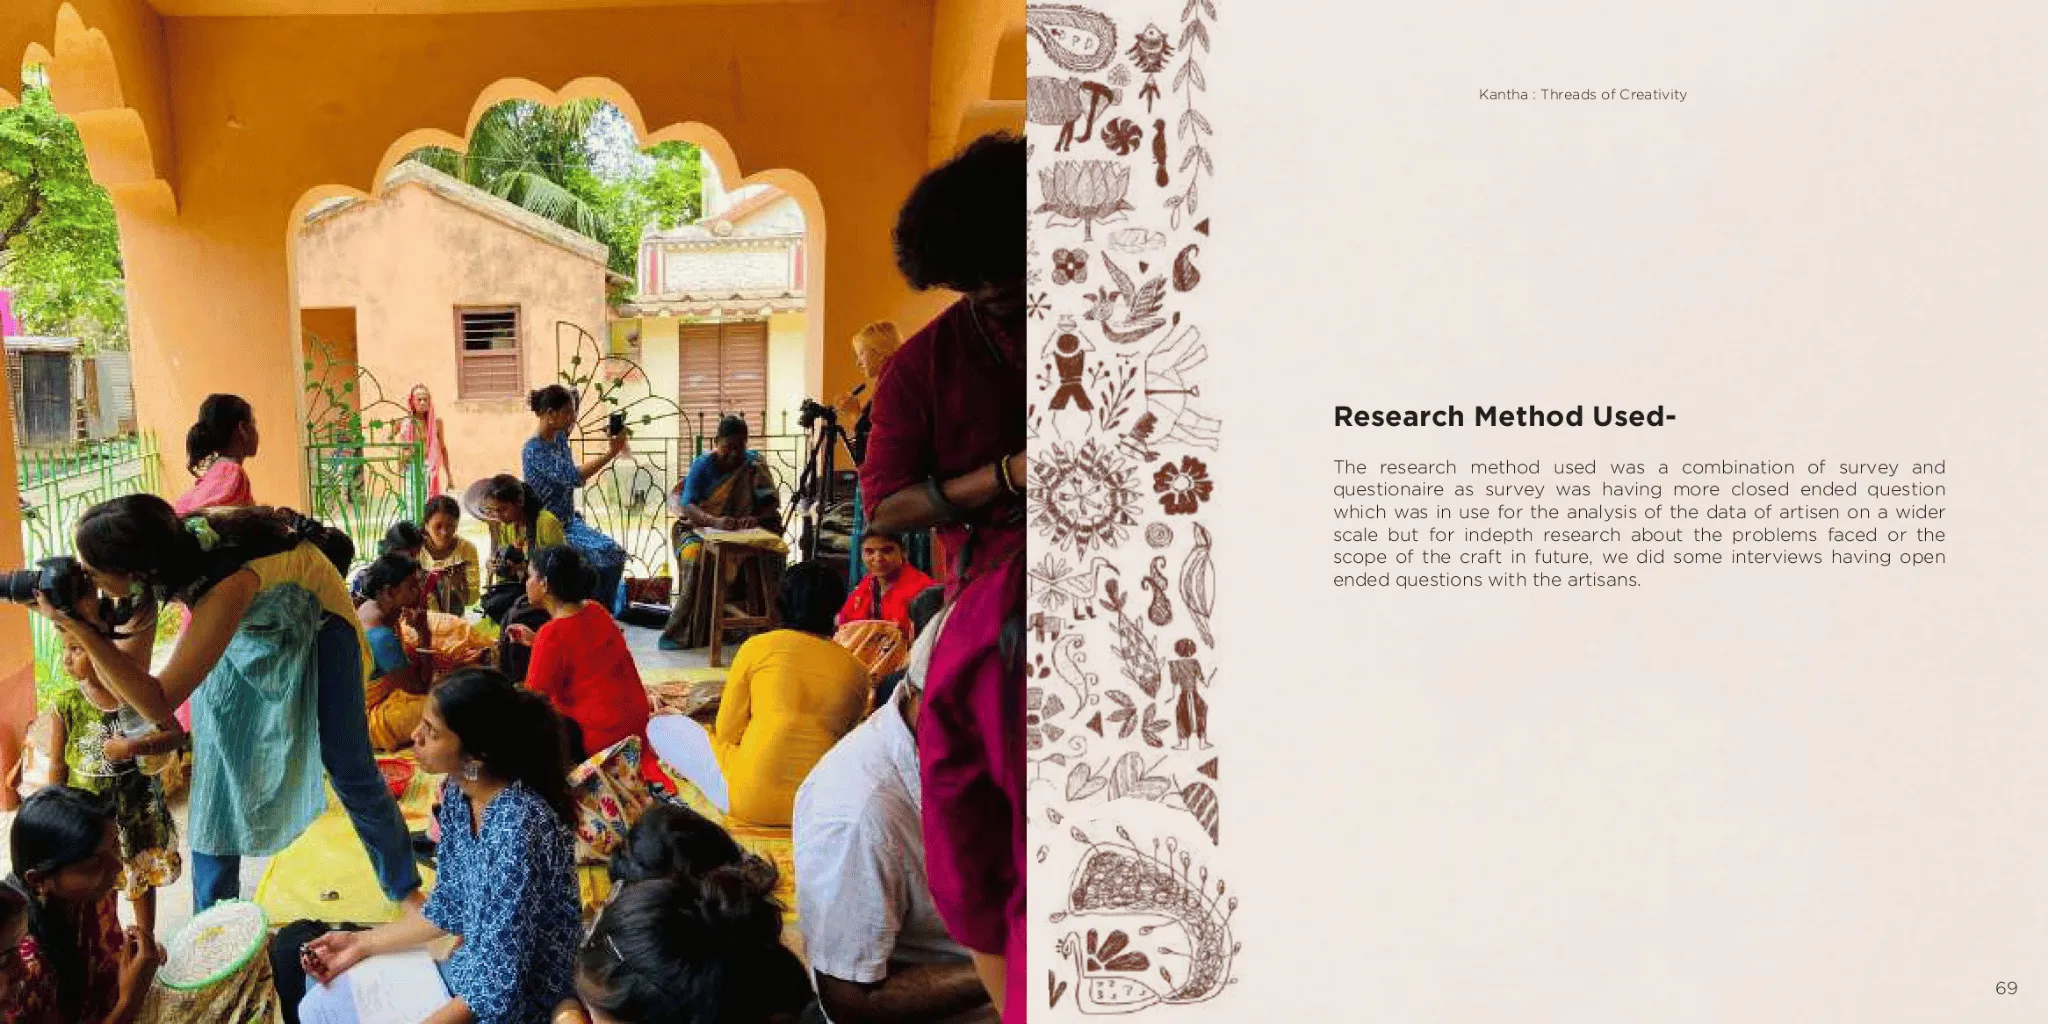 Kantha : Threads of Creativity
Research Method Used-
The research method used was a combination of survey and
questionaire as survey was having more closed ended question
which was in use for the analysis of the data of artisen on a wider
scale but for indepth research about the problems faced or the
scope of the craft in future, we did some interviews having open
ended questions with the artisans.
69